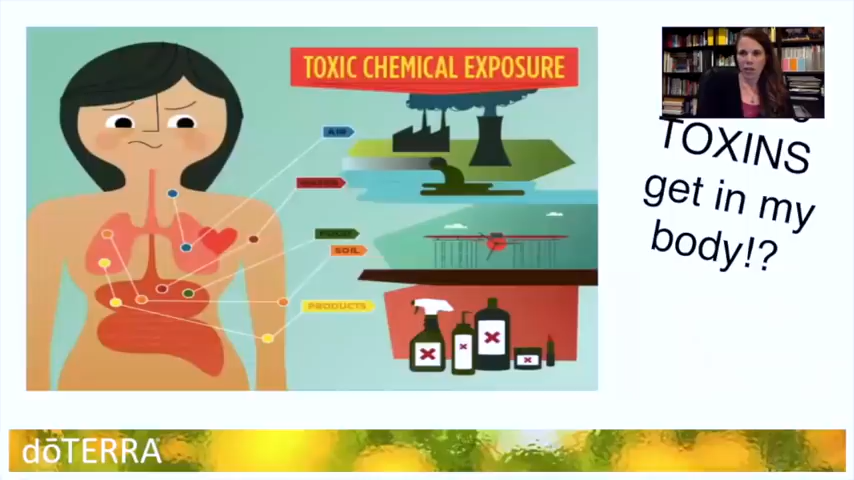 TOXIC CHEMICAL EXPOSURE
AIR
WATER
FOOD
SOIL
PRODUCTS
TOXINS
get in my
body!?
dōTERRA